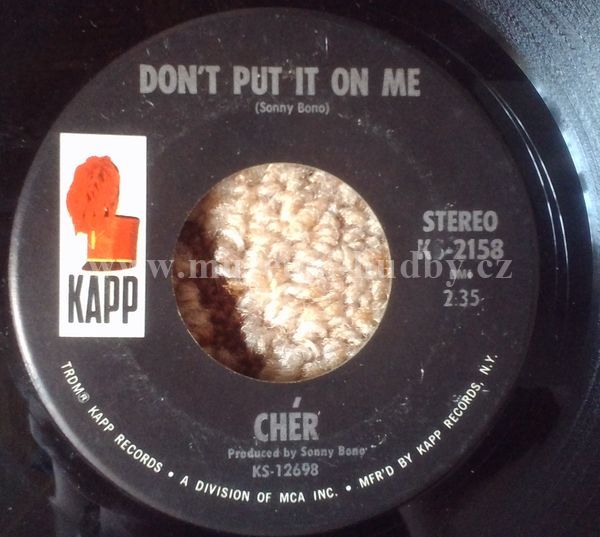 DON'T PUT IT ON ME
(Sonny Bono)
KAPP
STEREO
2158
2:35
CHÉR
Produced by Sonny Bono
KS-12698
TRDM® KAPP RECORDS • A DIVISION OF MCA INC. • MFR'D BY KAPP RECORDS, N.Y.